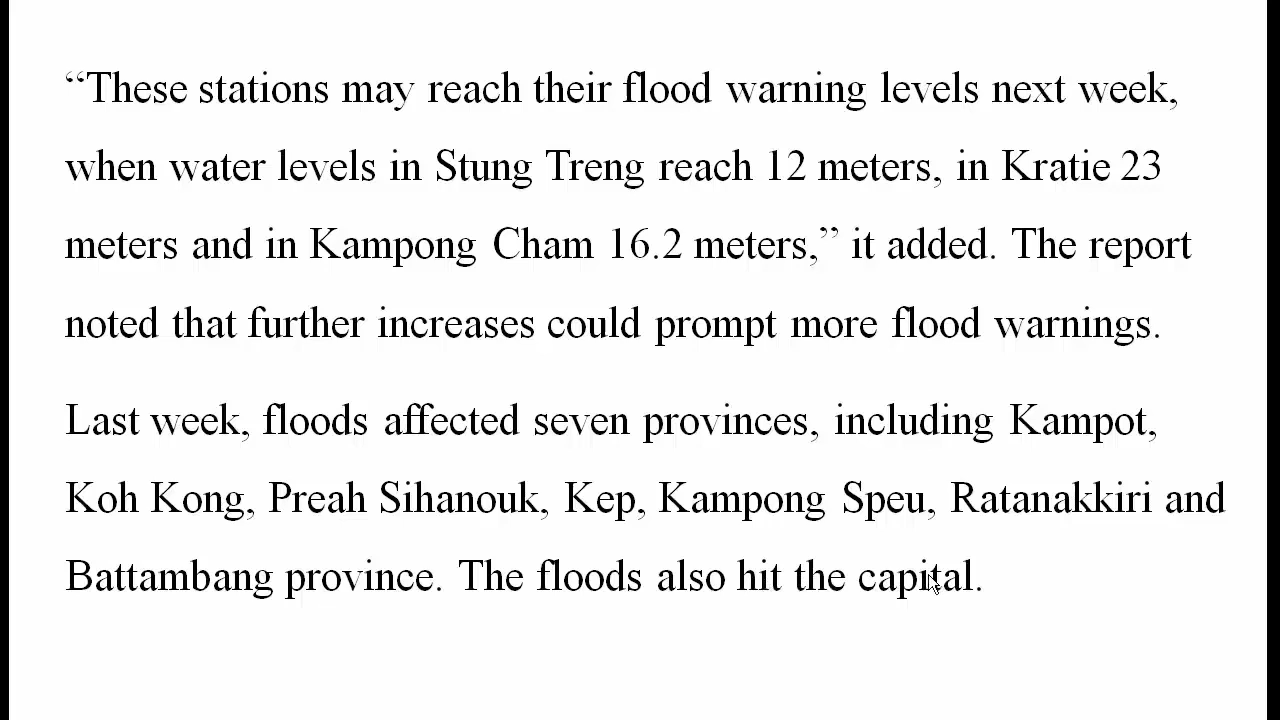 “These stations may reach their flood warning levels next week,
when water levels in Stung Treng reach 12 meters, in Kratie 23
meters and in Kampong Cham 16.2 meters,” it added. The report
noted that further increases could prompt more flood warnings.
Last week, floods affected seven provinces, including Kampot,
Koh Kong, Preah Sihanouk, Kep, Kampong Speu, Ratanakkiri and
Battambang province. The floods also hit the capital.